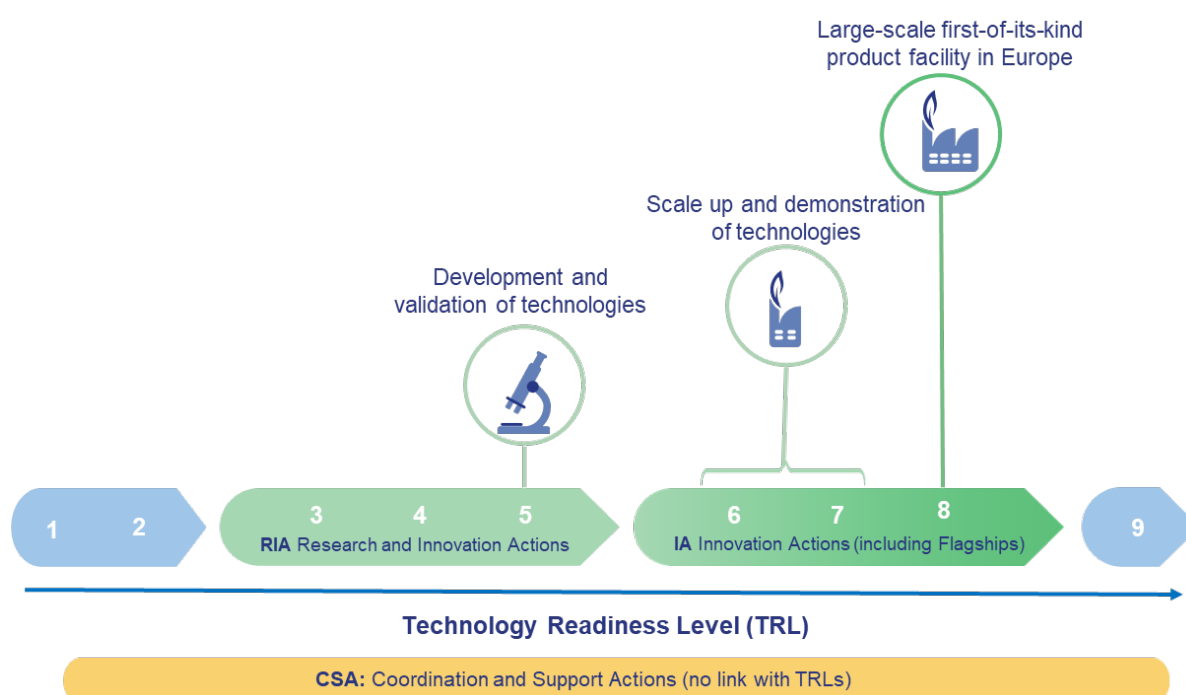 Large-scale first-of-its-kind
product facility in Europe
Scale up and demonstration
of technologies
Development and
validation of technologies
1 2 3 4 5 6 7 8 9
RIA Research and Innovation Actions
IA Innovation Actions (including Flagships)
Technology Readiness Level (TRL)
CSA: Coordination and Support Actions (no link with TRLs)